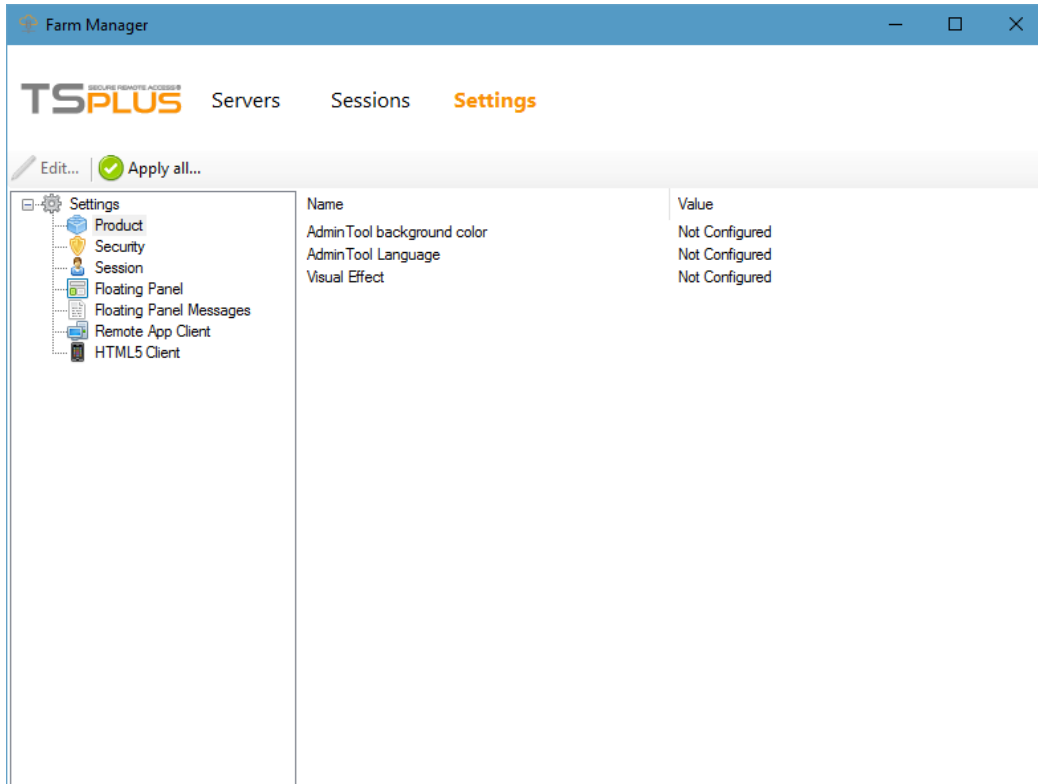 Farm Manager
SECURE REMOTE ACCESS®
TSPLUS Servers Sessions Settings
Edit... Apply all...
Settings
Product
Security
Session
Floating Panel
Floating Panel Messages
Remote App Client
HTML5 Client
Name Value
AdminTool background color Not Configured
AdminTool Language Not Configured
Visual Effect Not Configured